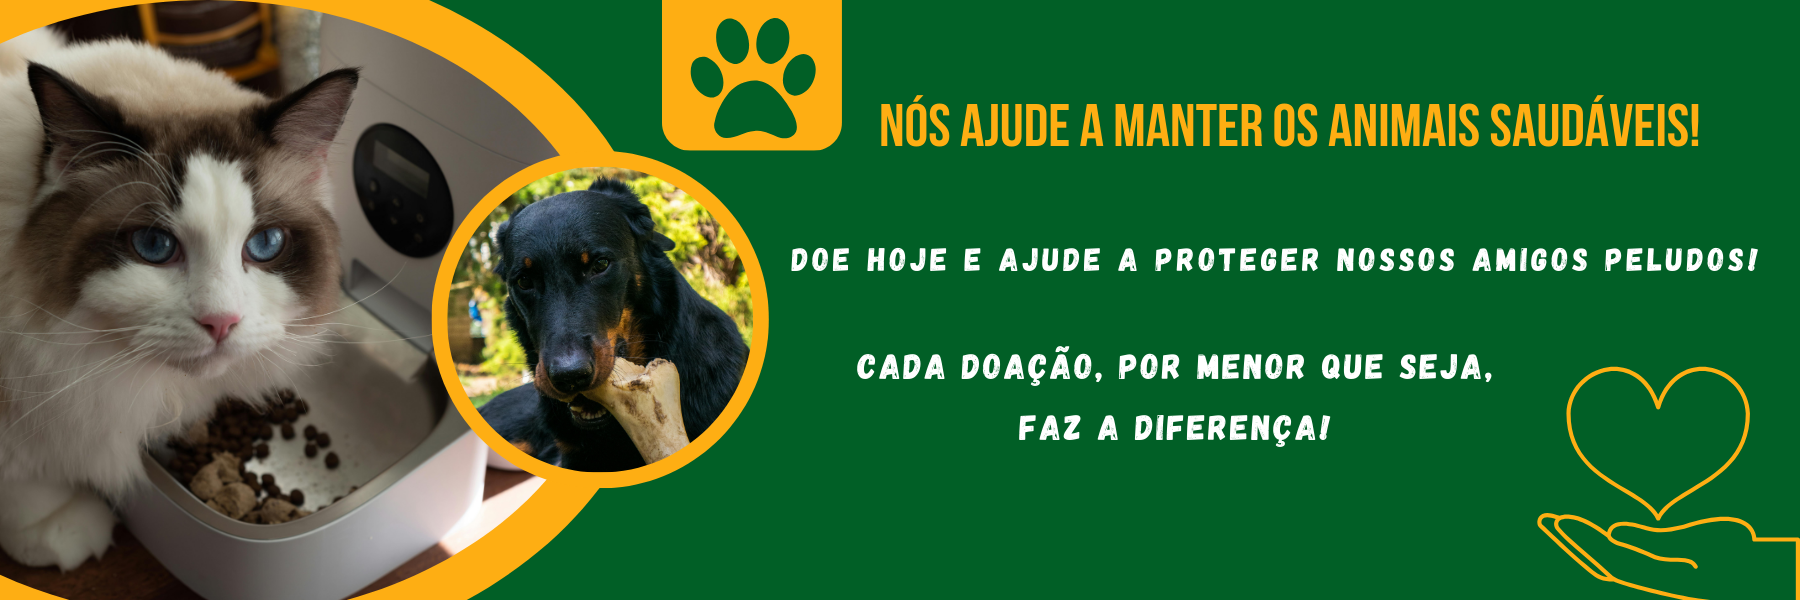 NÓS AJUDE A MANTER OS ANIMAIS SAUDÁVEIS!
DOE HOJE E AJUDE A PROTEGER NOSSOS AMIGOS PELUDOS!
CADA DOAÇÃO, POR MENOR QUE SEJA,
FAZ A DIFERENÇA!